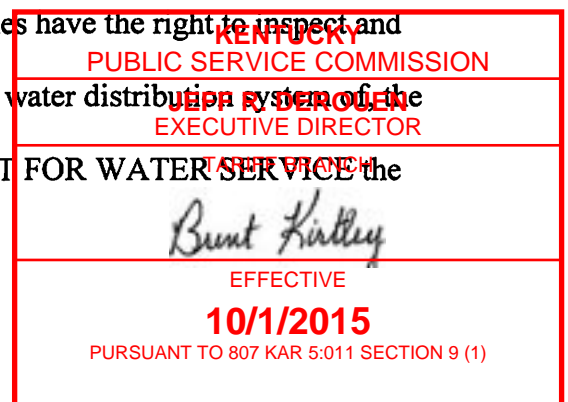 es have the right to inspect and
KENTUCKY
PUBLIC SERVICE COMMISSION
water distribution system of, the
JEFF R. DEROUEN
EXECUTIVE DIRECTOR
T FOR WATER SERVICE the
TARIFF BRANCH
Bunt Kirtley
EFFECTIVE
10/1/2015
PURSUANT TO 807 KAR 5:011 SECTION 9 (1)